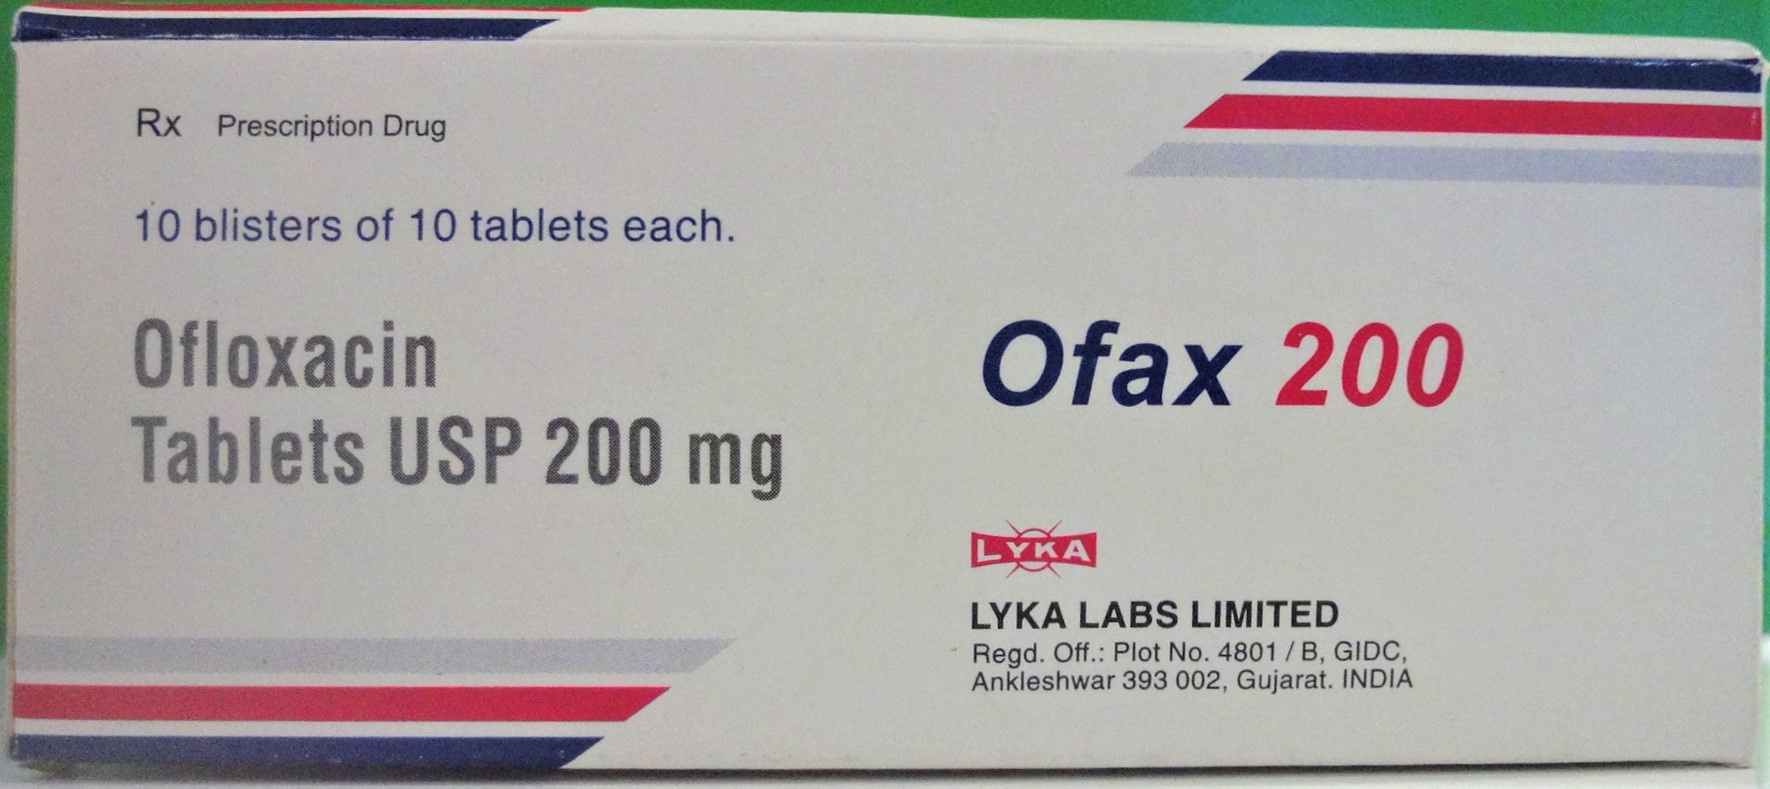 Rx Prescription Drug
10 blisters of 10 tablets each.
Ofloxacin
Tablets USP 200 mg
Ofax 200
LYKA
LYKA LABS LIMITED
Regd. Off.: Plot No. 4801 / B, GIDC,
Ankleshwar 393 002, Gujarat. INDIA